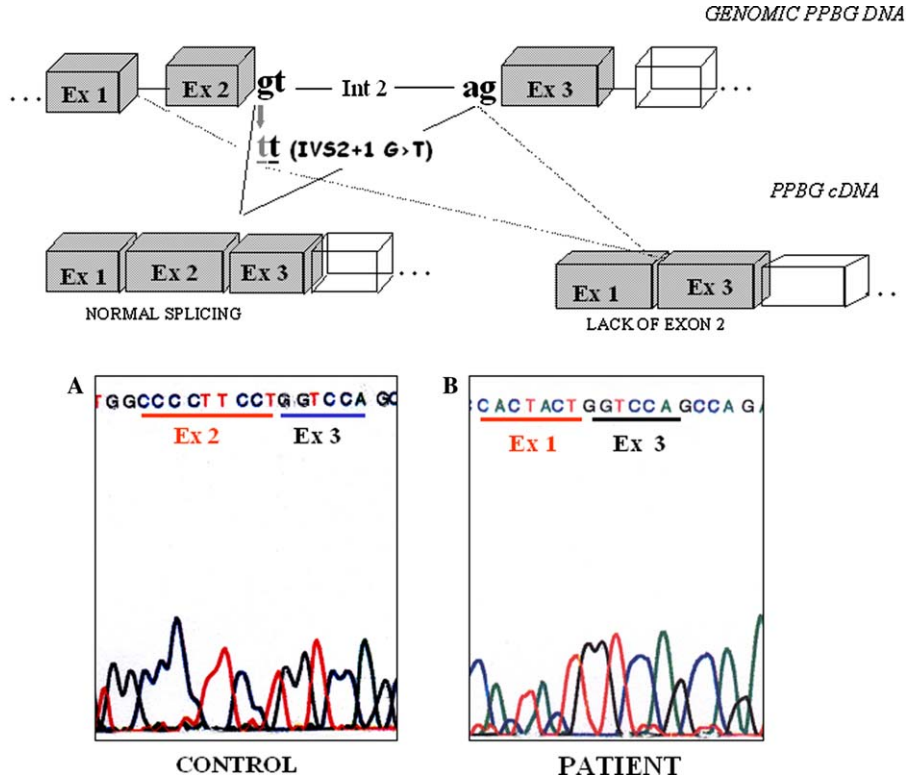 GENOMIC PPBG DNA
... Ex 1 Ex 2 gt Int 2 ag Ex 3 ...
tt (IVS2+1 G>T)
PPBG cDNA
Ex 1 Ex 2 Ex 3 ...
Ex 1 Ex 3 ..
NORMAL SPLICING
LACK OF EXON 2
A
TGGCCCCTTCCTGGTCCAGC
Ex 2 Ex 3
B
CACTACTGGTCCAGCCAGA
Ex 1 Ex 3
CONTROL
PATIENT